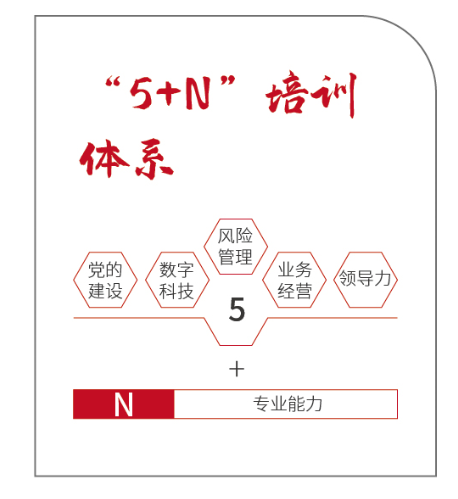 “5+N”培训
体系
党的
建设
数字
科技
风险
管理
业务
经营
领导力
5
+
N 专业能力